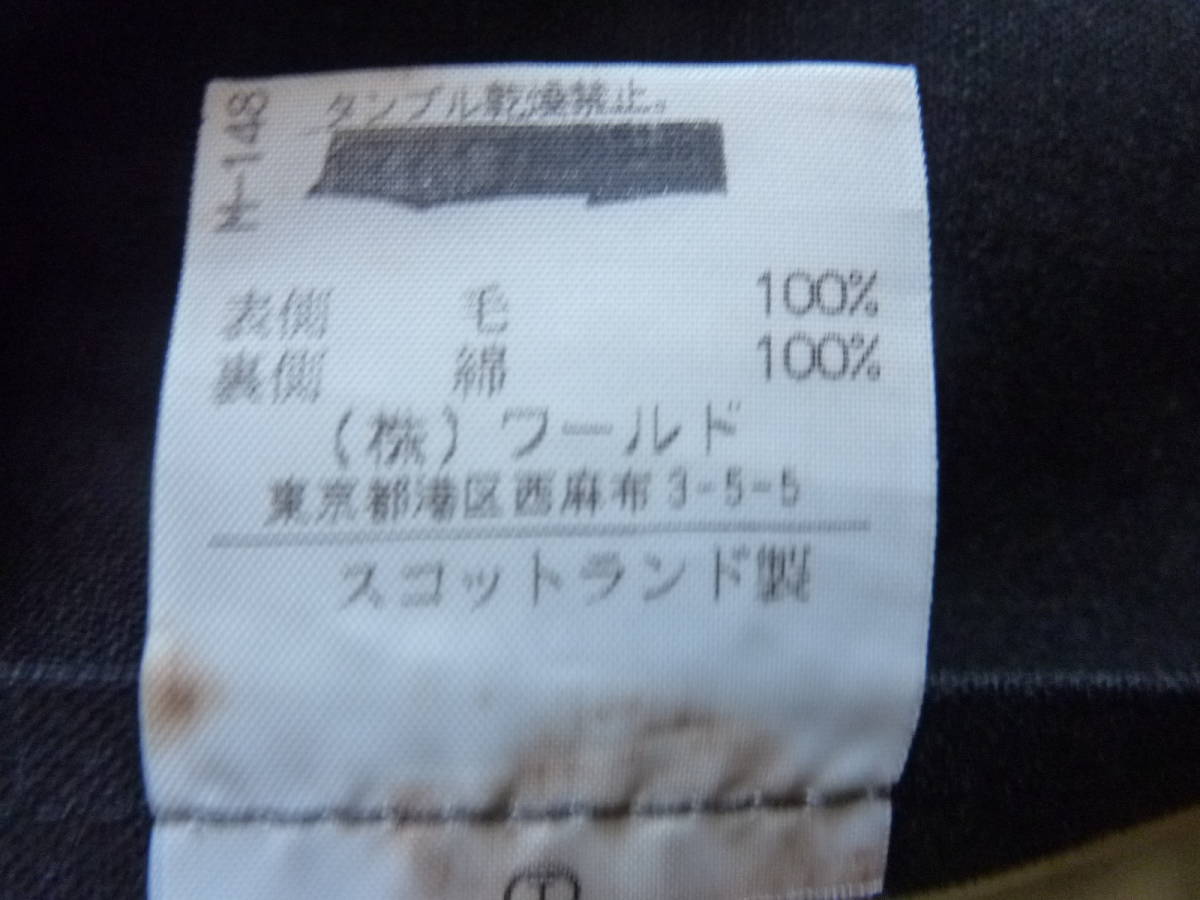 タンブル乾燥禁止。
表側 毛 100%
裏側 綿 100%
(株)ワールド
東京都港区西麻布3-5-5
スコットランド製